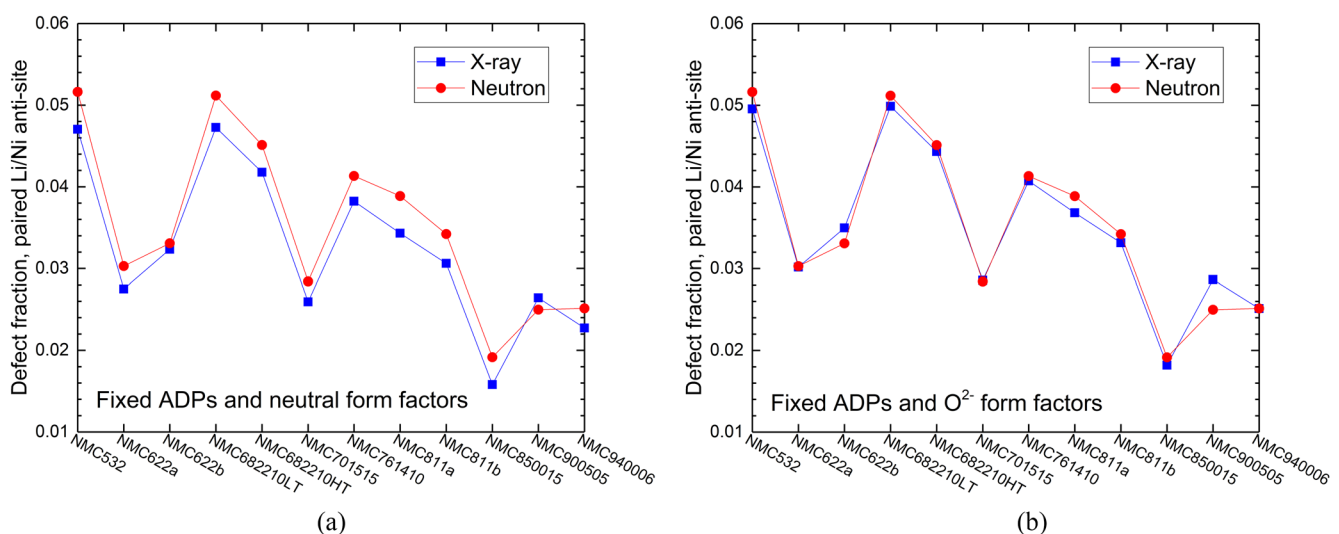 0.06
0.05
0.04
0.03
0.02
0.01
Defect fraction, paired Li/Ni anti-site
X-ray
Neutron
Fixed ADPs and neutral form factors
NMC532
NMC622a
NMC622b
NMC682210LT
NMC682210HT
NMC701515
NMC761410
NMC811a
NMC811b
NMC850015
NMC900505
NMC940006
(a)
0.06
0.05
0.04
0.03
0.02
0.01
Defect fraction, paired Li/Ni anti-site
X-ray
Neutron
Fixed ADPs and O²⁻ form factors
NMC532
NMC622a
NMC622b
NMC682210LT
NMC682210HT
NMC701515
NMC761410
NMC811a
NMC811b
NMC850015
NMC900505
NMC940006
(b)